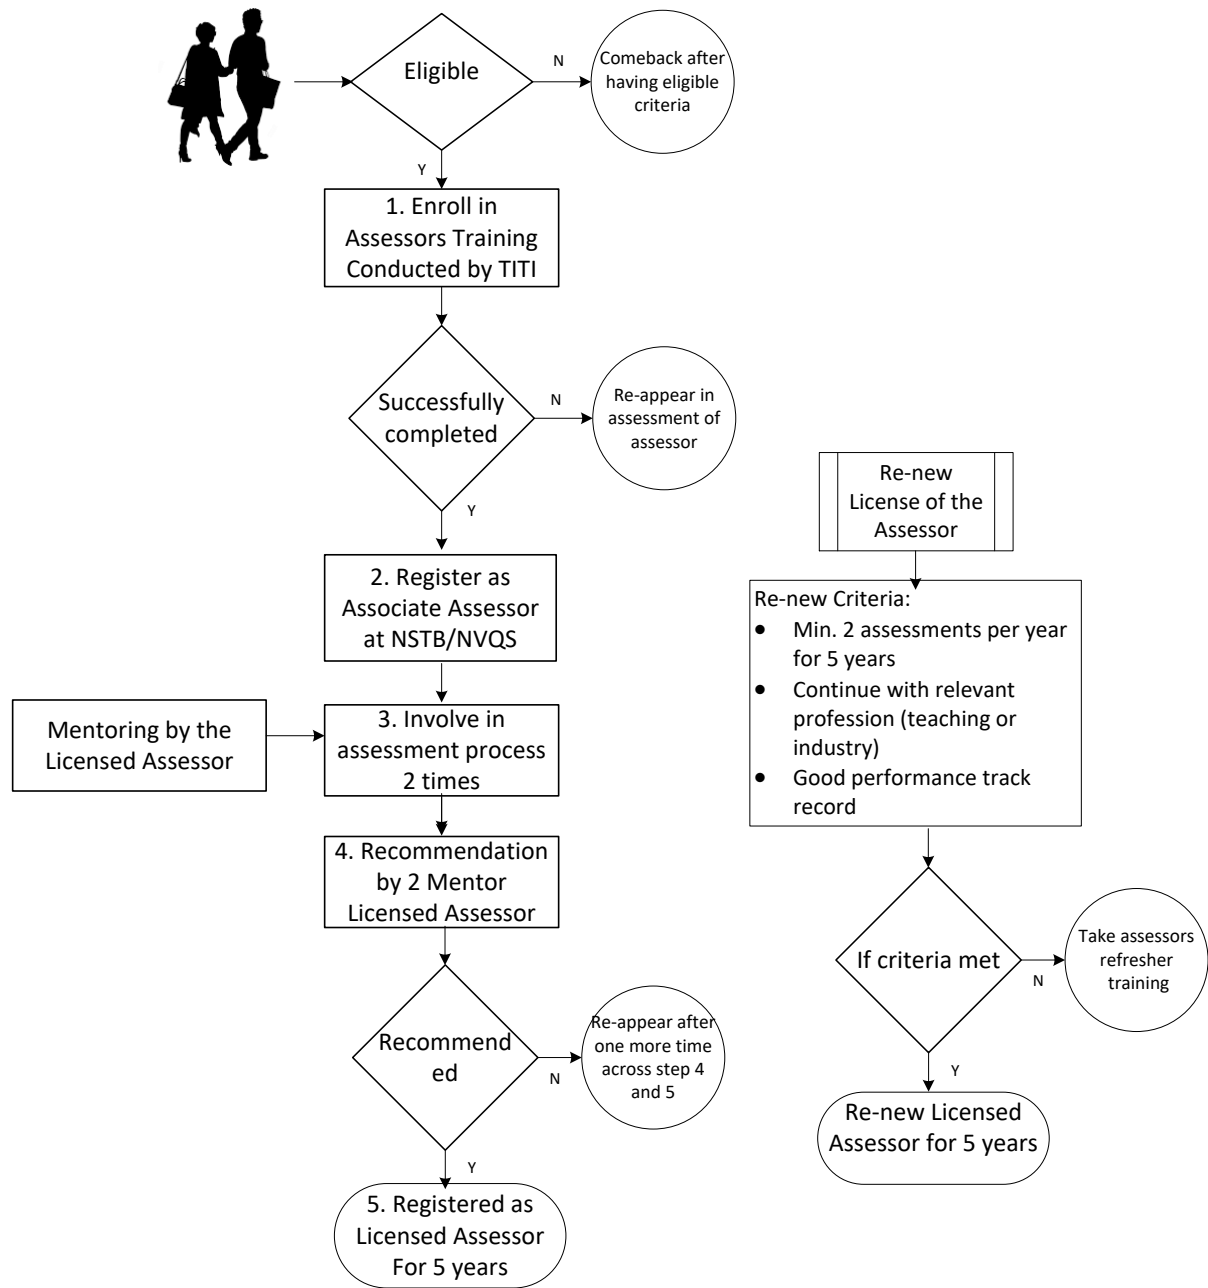 Eligible
N
Comeback after
having eligible
criteria
Y
1. Enroll in
Assessors Training
Conducted by TITI
Successfully
completed
N
Re-appear in
assessment of
assessor
Y
2. Register as
Associate Assessor
at NSTB/NVQS
Mentoring by the
Licensed Assessor
3. Involve in
assessment process
2 times
4. Recommendation
by 2 Mentor
Licensed Assessor
Recommend
ed
N
Re-appear after
one more time
across step 4
and 5
Y
5. Registered as
Licensed Assessor
For 5 years
Re-new
License of the
Assessor
Re-new Criteria:
● Min. 2 assessments per year
for 5 years
● Continue with relevant
profession (teaching or
industry)
● Good performance track
record
If criteria met
N
Take assessors
refresher
training
Y
Re-new Licensed
Assessor for 5 years